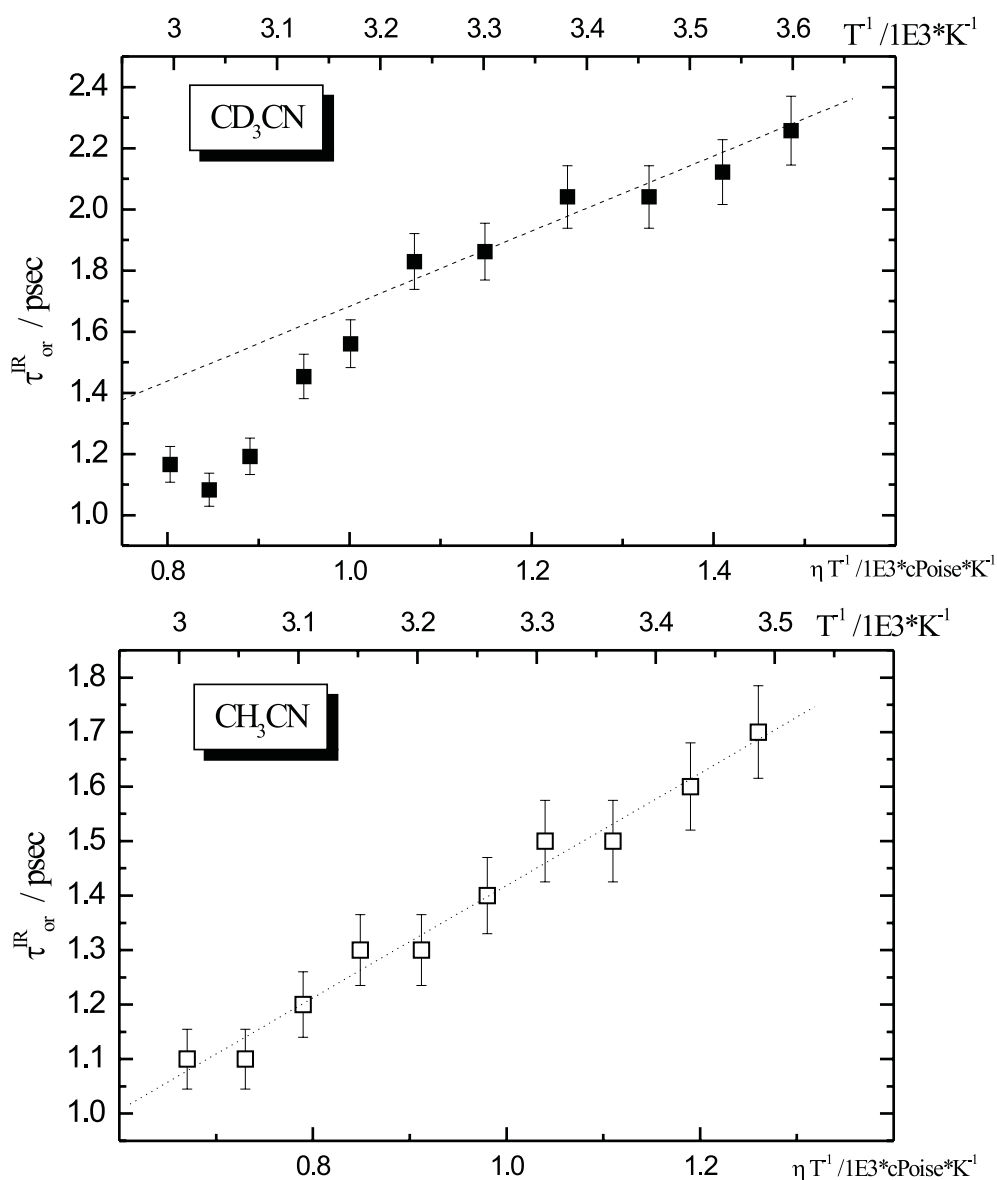 3 3.1 3.2 3.3 3.4 3.5 3.6 T⁻¹ /1E3*K⁻¹
CD₃CN
2.4
2.2
2.0
1.8
1.6
1.4
1.2
1.0
τᴵᴿₒᵣ / psec
0.8 1.0 1.2 1.4 η T⁻¹ /1E3*cPoise*K⁻¹
3 3.1 3.2 3.3 3.4 3.5 T⁻¹ /1E3*K⁻¹
CH₃CN
1.8
1.7
1.6
1.5
1.4
1.3
1.2
1.1
1.0
τᴵᴿₒᵣ / psec
0.8 1.0 1.2 η T⁻¹ /1E3*cPoise*K⁻¹